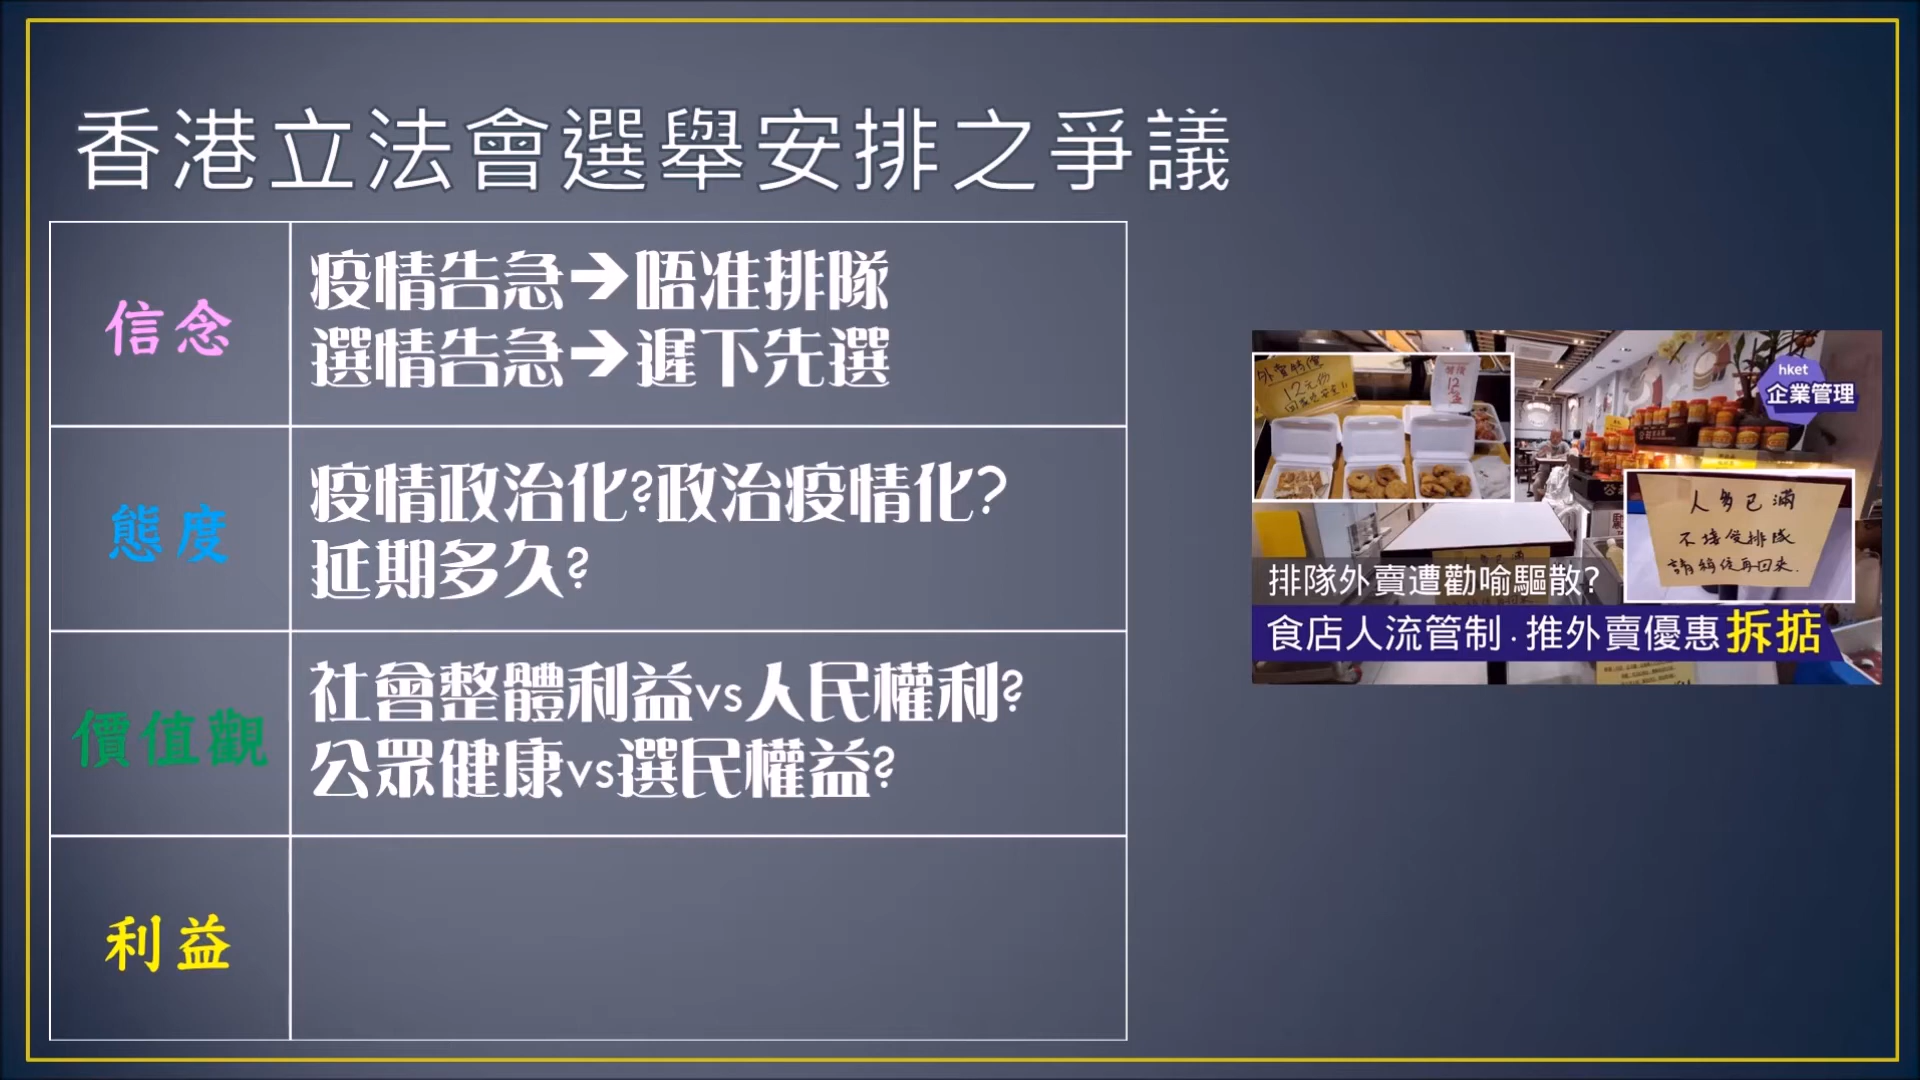 香港立法會選舉安排之爭議
信念
疫情告急➔唔准排隊
選情告急➔遲下先選
態度
疫情政治化?政治疫情化?
延期多久?
價值觀
社會整體利益vs人民權利?
公眾健康vs選民權益?
利益
hket
企業管理
外賣特價
12元份
人多已滿
不接受排隊
請稍後再回來.
排隊外賣遭勸喻驅散?
食店人流管制·推外賣優惠拆掂